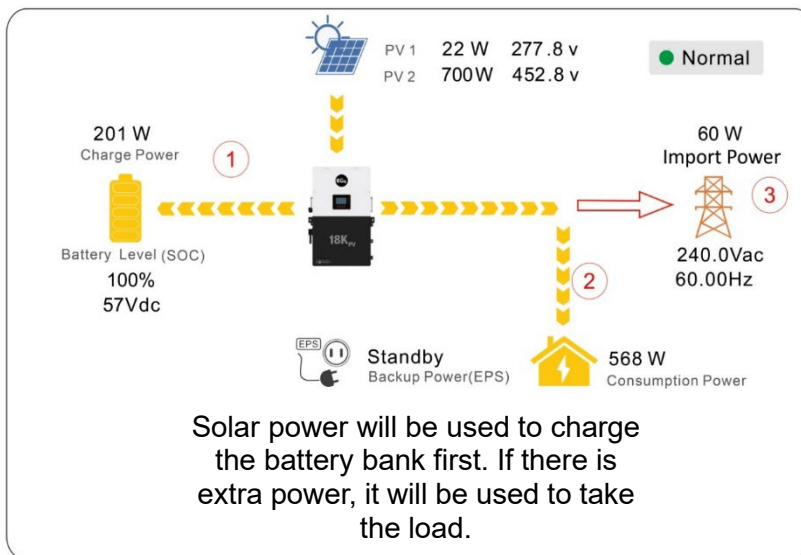 PV 1 22 W 277.8 v
PV 2 700W 452.8 v
Normal
201 W
Charge Power
1
60 W
Import Power
3
EG4
18KPV
Battery Level (SOC)
100%
57Vdc
240.0Vac
60.00Hz
2
EPS
Standby
Backup Power(EPS)
568 W
Consumption Power
Solar power will be used to charge
the battery bank first. If there is
extra power, it will be used to take
the load.